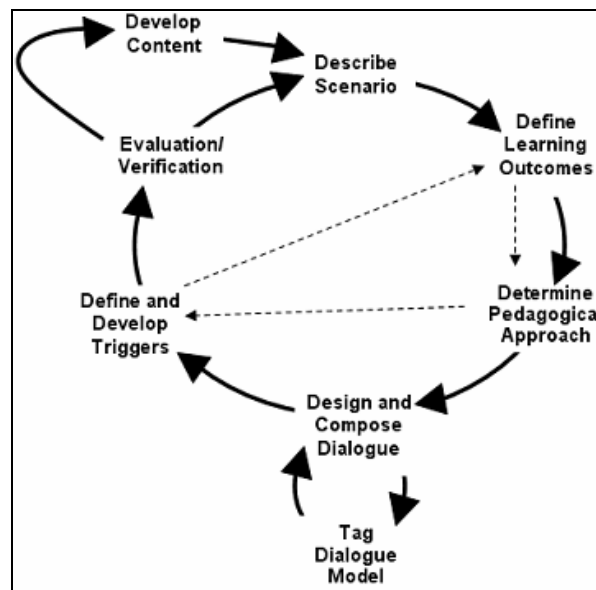 Develop
Content
Describe
Scenario
Define
Learning
Outcomes
Determine
Pedagogical
Approach
Design and
Compose
Dialogue
Tag
Dialogue
Model
Define and
Develop
Triggers
Evaluation/
Verification